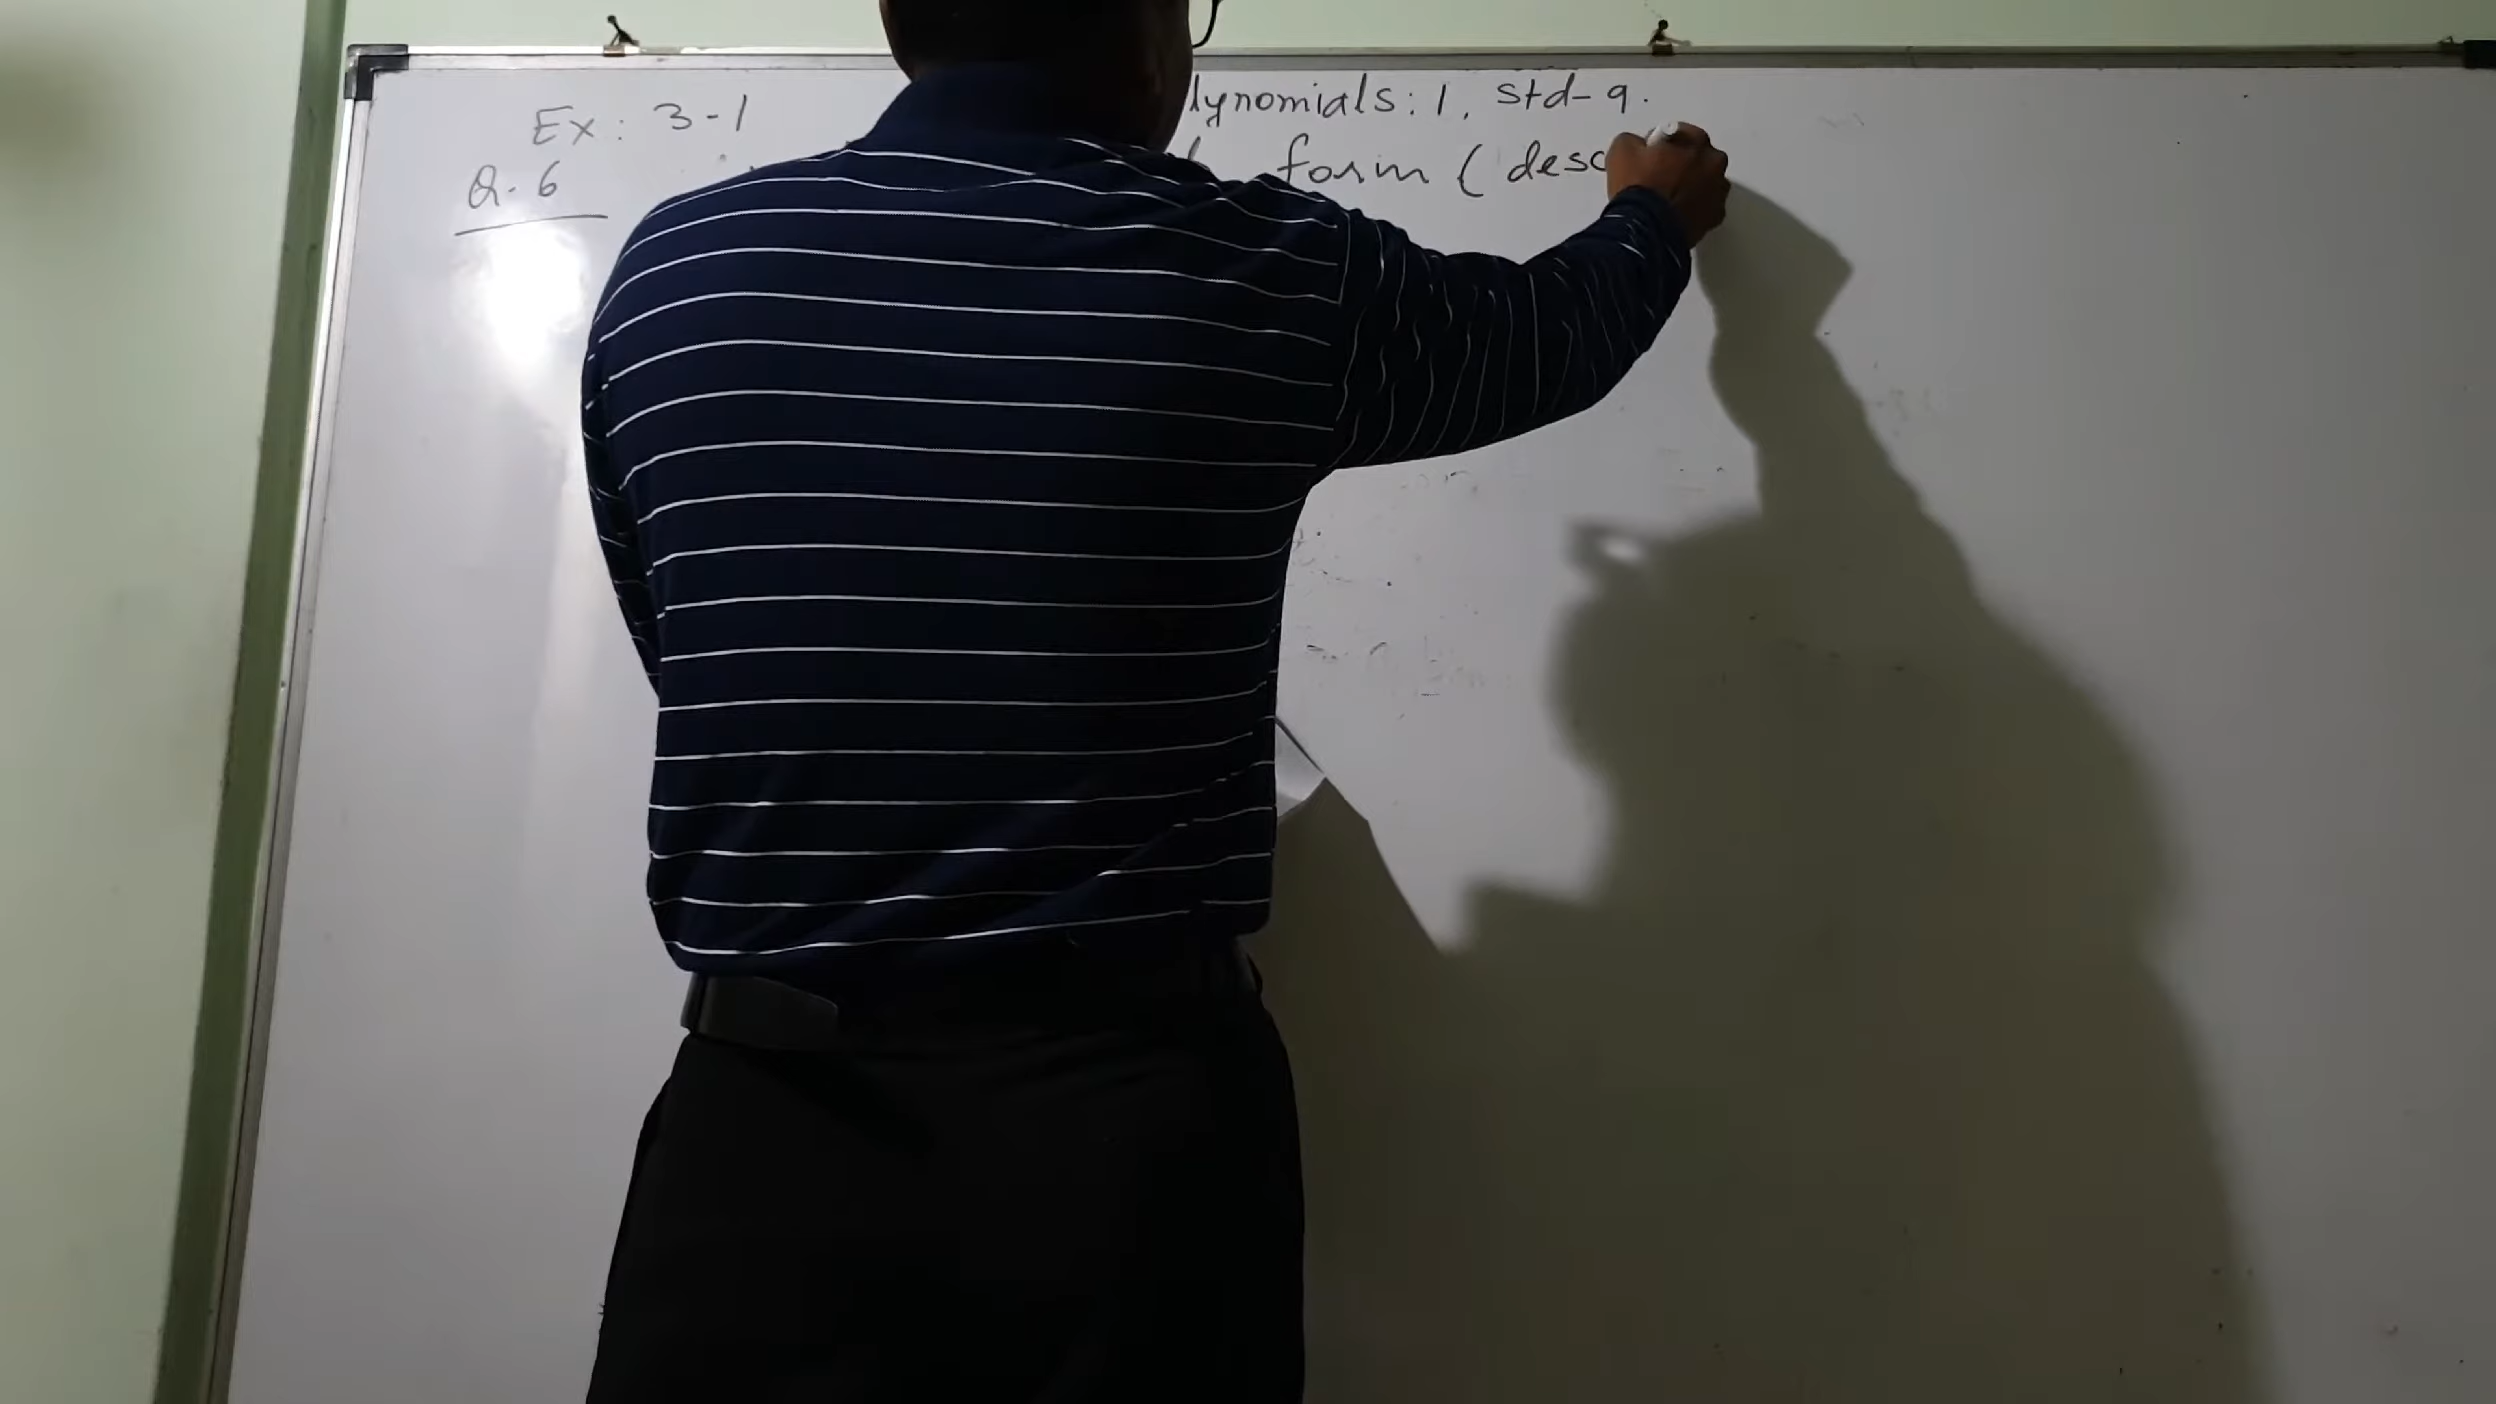 Ex: 3-1
lynomials: 1, std-9.
Q. 6
form ( desc